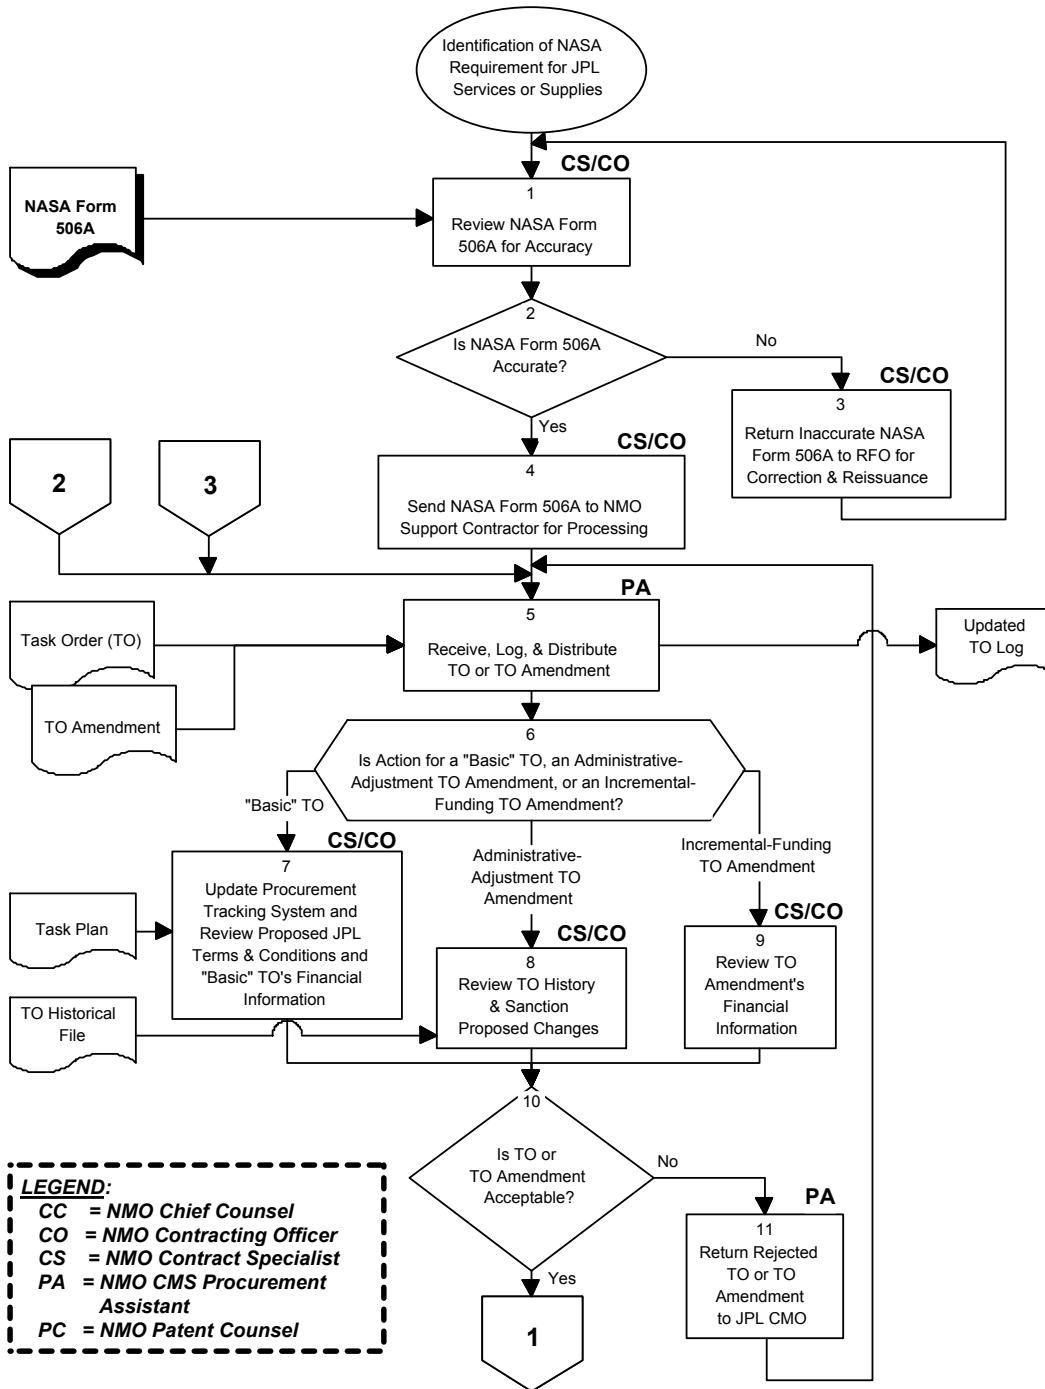 Identification of NASA
Requirement for JPL
Services or Supplies
CS/CO
NASA Form
506A
1
Review NASA Form
506A for Accuracy
2
Is NASA Form 506A
Accurate?
No
Yes
CS/CO
3
Return Inaccurate NASA
Form 506A to RFO for
Correction & Reissuance
CS/CO
4
Send NASA Form 506A to NMO
Support Contractor for Processing
2
3
PA
5
Receive, Log, & Distribute
TO or TO Amendment
Task Order (TO)
TO Amendment
Updated
TO Log
6
Is Action for a "Basic" TO, an Administrative-
Adjustment TO Amendment, or an Incremental-
Funding TO Amendment?
"Basic" TO
Administrative-
Adjustment TO
Amendment
Incremental-Funding
TO Amendment
CS/CO
7
Update Procurement
Tracking System and
Review Proposed JPL
Terms & Conditions and
"Basic" TO's Financial
Information
Task Plan
TO Historical
File
CS/CO
8
Review TO History
& Sanction
Proposed Changes
CS/CO
9
Review TO
Amendment's
Financial
Information
10
Is TO or
TO Amendment
Acceptable?
No
Yes
PA
11
Return Rejected
TO or TO
Amendment
to JPL CMO
1
LEGEND:
CC = NMO Chief Counsel
CO = NMO Contracting Officer
CS = NMO Contract Specialist
PA = NMO CMS Procurement
Assistant
PC = NMO Patent Counsel